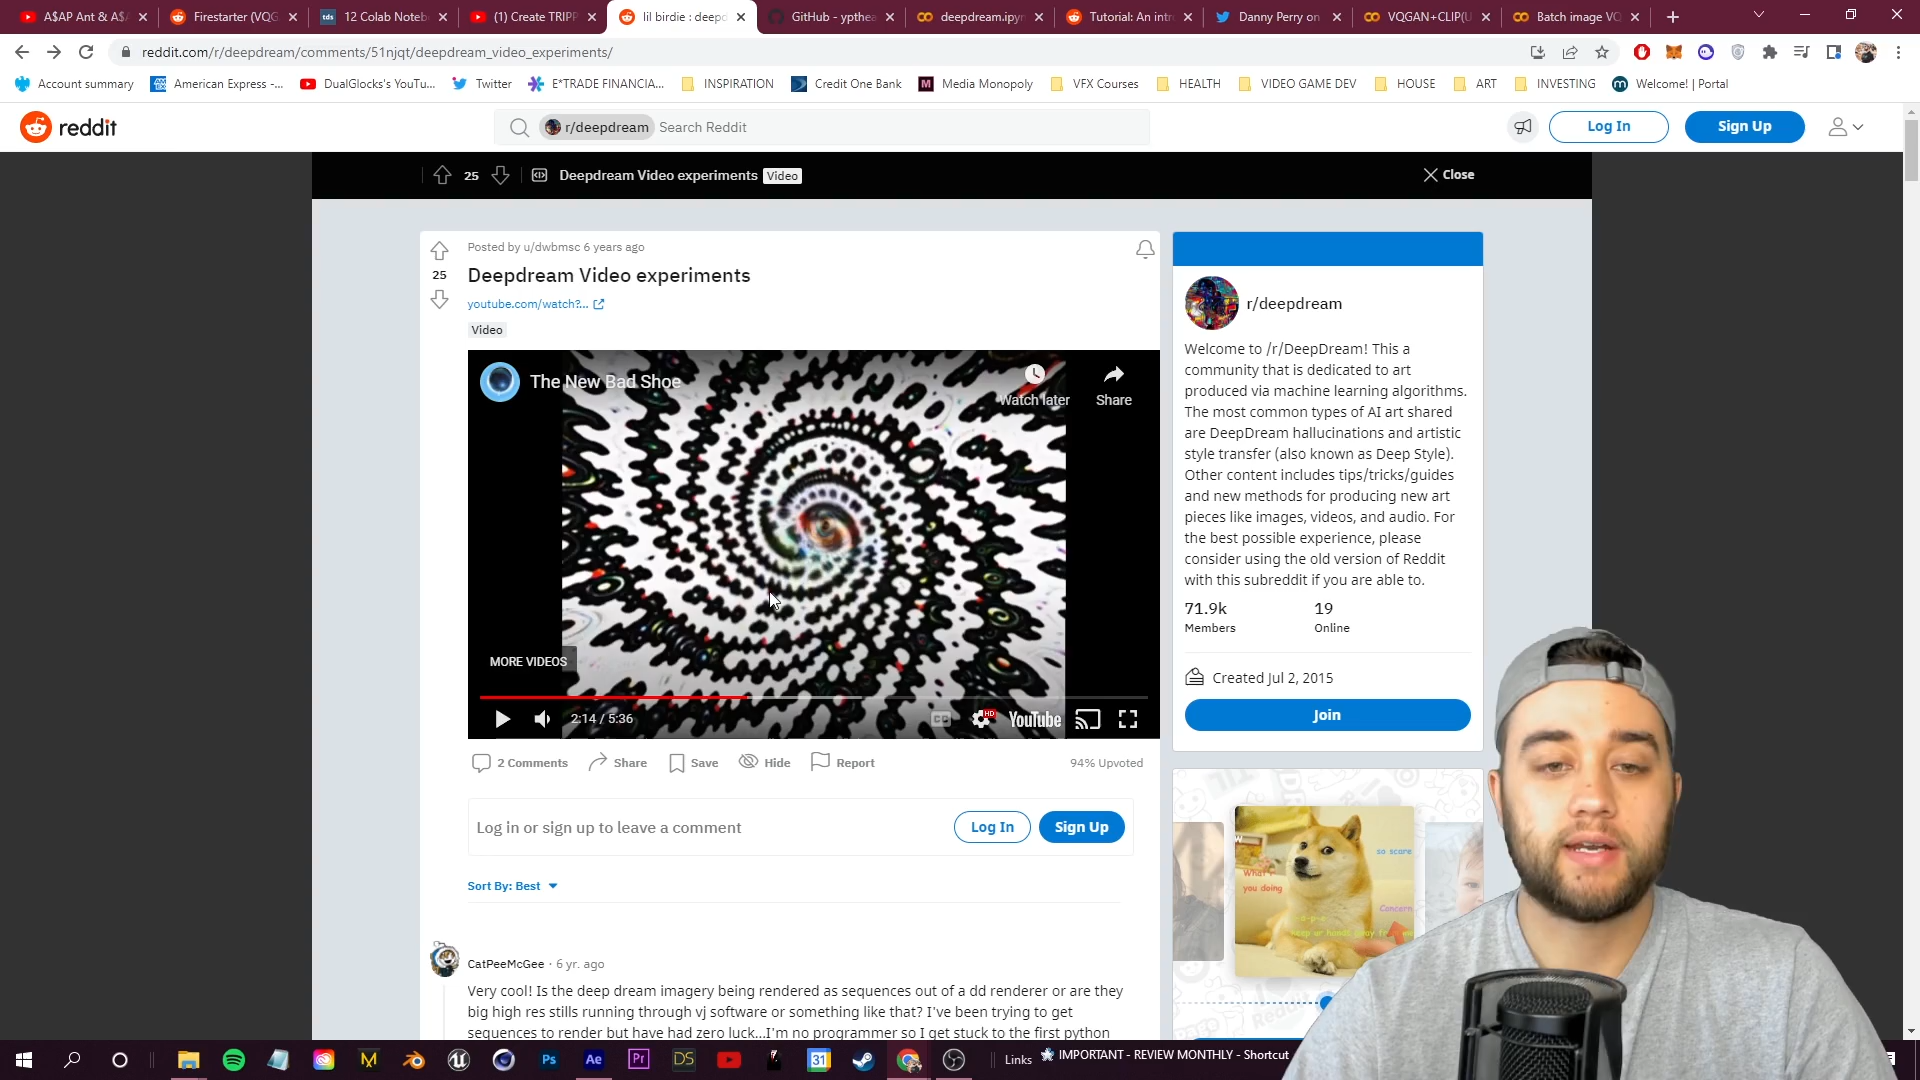 A$AP Ant & A$A
Firestarter (VQG
12 Colab Noteb
(1) Create TRIPP
lil birdie : deepd
GitHub - ypthea
deepdream.ipyn
Tutorial: An intr
Danny Perry on
VQGAN+CLIP(U
Batch image VQ
reddit.com/r/deepdream/comments/51njqt/deepdream_video_experiments/
Account summary
American Express -...
DualGlocks's YouTu...
Twitter
E*TRADE FINANCIA...
INSPIRATION
Credit One Bank
Media Monopoly
VFX Courses
HEALTH
VIDEO GAME DEV
HOUSE
ART
INVESTING
Welcome! | Portal
reddit
r/deepdream
Search Reddit
Log In
Sign Up
25
Deepdream Video experiments
Video
Close
Posted by u/dwbmsc 6 years ago
25
Deepdream Video experiments
youtube.com/watch?...
Video
The New Bad Shoe
Watch later
Share
MORE VIDEOS
2:14 / 5:36
CC
HD
YouTube
2 Comments
Share
Save
Hide
Report
94% Upvoted
Log in or sign up to leave a comment
Log In
Sign Up
Sort By: Best
CatPeeMcGee · 6 yr. ago
Very cool! Is the deep dream imagery being rendered as sequences out of a dd renderer or are they
big high res stills running through vj software or something like that? I've been trying to get
sequences to render but have had zero luck...I'm no programmer so I get stuck to the first python
r/deepdream
Welcome to /r/DeepDream! This a
community that is dedicated to art
produced via machine learning algorithms.
The most common types of AI art shared
are DeepDream hallucinations and artistic
style transfer (also known as Deep Style).
Other content includes tips/tricks/guides
and new methods for producing new art
pieces like images, videos, and audio. For
the best possible experience, please
consider using the old version of Reddit
with this subreddit if you are able to.
71.9k
Members
19
Online
Created Jul 2, 2015
Join
so scare
What r
you doing
Concern
Links
IMPORTANT - REVIEW MONTHLY - Shortcut